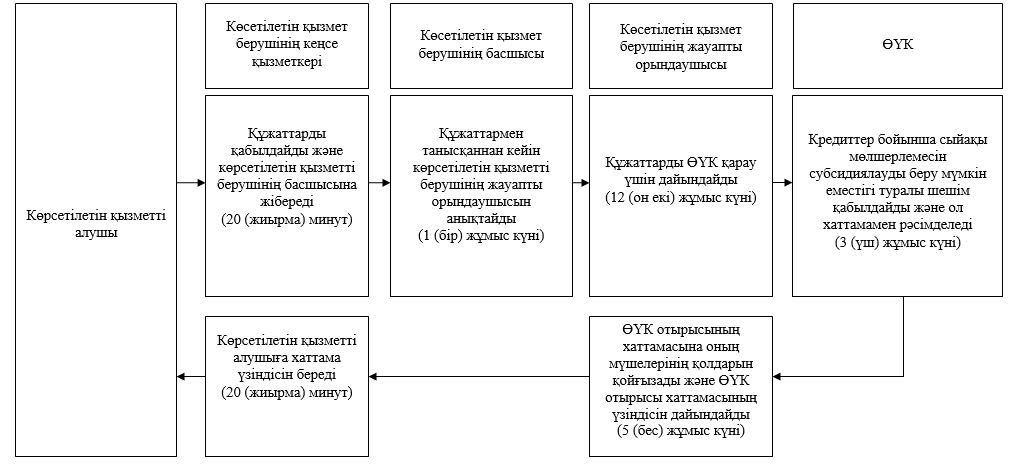 Көрсетілетін қызметті
алушы
Көсетілетін қызмет
берушінің кеңсе
қызметкері
Көсетілетін қызмет
берушінің басшысы
Көсетілетін қызмет
берушінің жауапты
орындаушысы
ӨҮК
Құжаттарды
қабылдайды және
көрсетілетін қызметті
берушінің басшысына
жібереді
(20 (жиырма) минут)
Құжаттармен
танысқаннан кейін
көрсетілетін қызметті
берушінің жауапты
орындаушысын
анықтайды
(1 (бір) жұмыс күні)
Құжаттарды ӨҮК қарау
үшін дайындайды
(12 (он екі) жұмыс күні)
Кредиттер бойынша сыйақы
мөлшерлемесін
субсидиялауды беру мүмкін
еместігі туралы шешім
қабылдайды және ол
хаттамамен рәсімделеді
(3 (үш) жұмыс күні)
Көрсетілетін қызметті
алушыға хаттама
үзіндісін береді
(20 (жиырма) минут)
ӨҮК отырысының
хаттамасына оның
мүшелерінің қолдарын
қойғызады және ӨҮК
отырысы хаттамасының
үзіндісін дайындайды
(5 (бес) жұмыс күні)